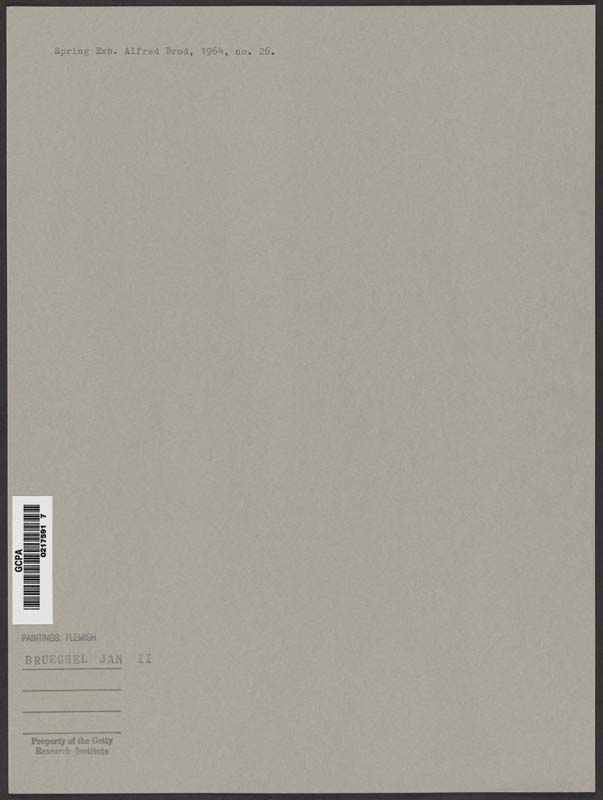 Spring Exh. Alfred Brod, 1964, no. 26.
GCPA
0217591 7
PAINTINGS: FLEMISH
BRUEGHEL JAN II
Property of the Getty
Research Institute